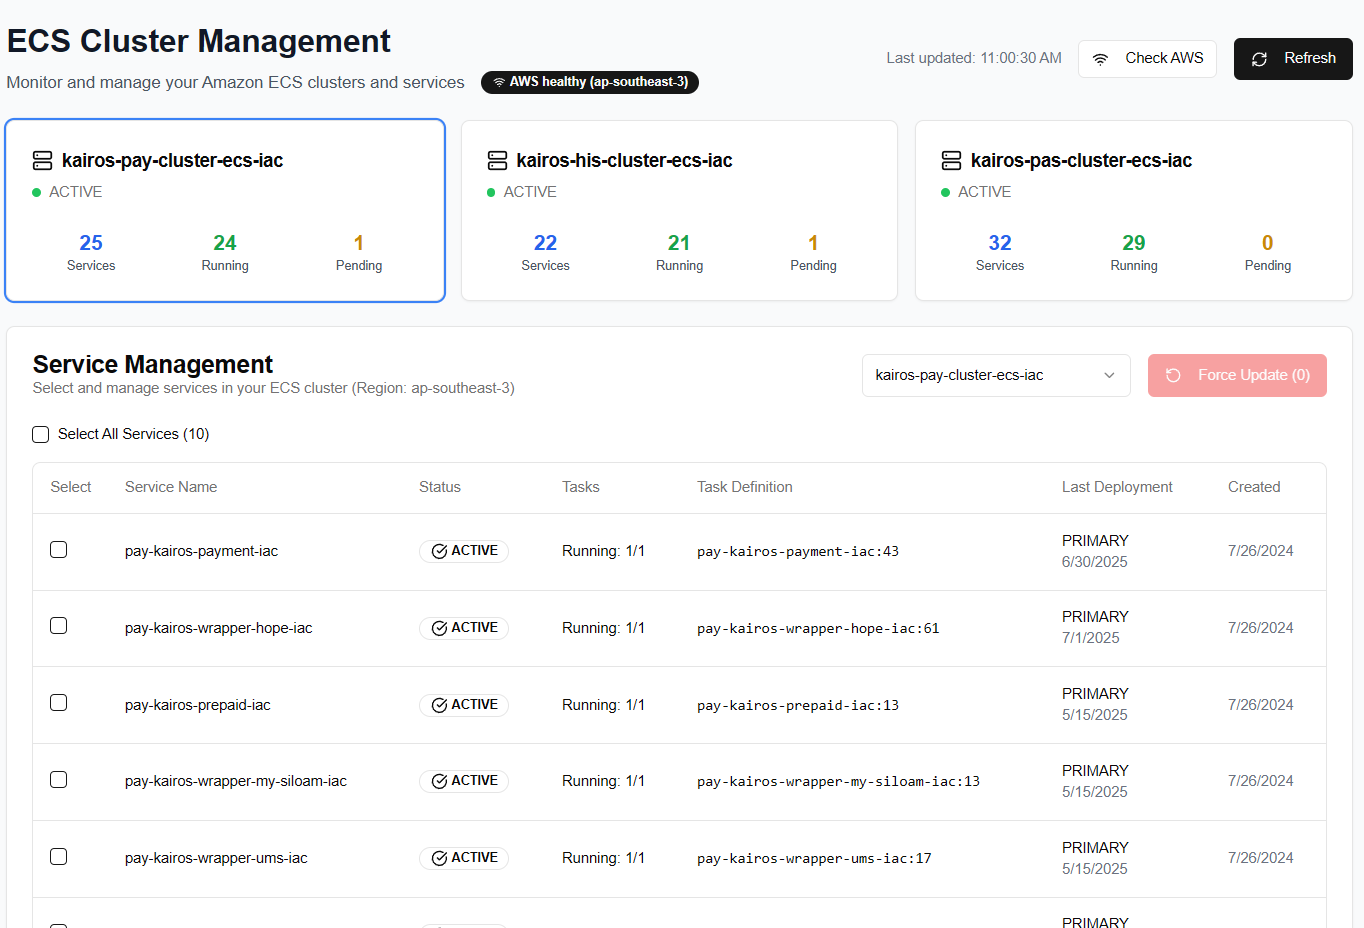 ECS Cluster Management
Monitor and manage your Amazon ECS clusters and services
AWS healthy (ap-southeast-3)
Last updated: 11:00:30 AM
Check AWS
Refresh
kairos-pay-cluster-ecs-iac
ACTIVE
25 24 1
Services Running Pending
kairos-his-cluster-ecs-iac
ACTIVE
22 21 1
Services Running Pending
kairos-pas-cluster-ecs-iac
ACTIVE
32 29 0
Services Running Pending
Service Management
Select and manage services in your ECS cluster (Region: ap-southeast-3)
kairos-pay-cluster-ecs-iac
Force Update (0)
Select All Services (10)
Select Service Name Status Tasks Task Definition Last Deployment Created
pay-kairos-payment-iac ACTIVE Running: 1/1 pay-kairos-payment-iac:43 PRIMARY 7/26/2024
6/30/2025
pay-kairos-wrapper-hope-iac ACTIVE Running: 1/1 pay-kairos-wrapper-hope-iac:61 PRIMARY 7/26/2024
7/1/2025
pay-kairos-prepaid-iac ACTIVE Running: 1/1 pay-kairos-prepaid-iac:13 PRIMARY 7/26/2024
5/15/2025
pay-kairos-wrapper-my-siloam-iac ACTIVE Running: 1/1 pay-kairos-wrapper-my-siloam-iac:13 PRIMARY 7/26/2024
5/15/2025
pay-kairos-wrapper-ums-iac ACTIVE Running: 1/1 pay-kairos-wrapper-ums-iac:17 PRIMARY 7/26/2024
5/15/2025
PRIMARY